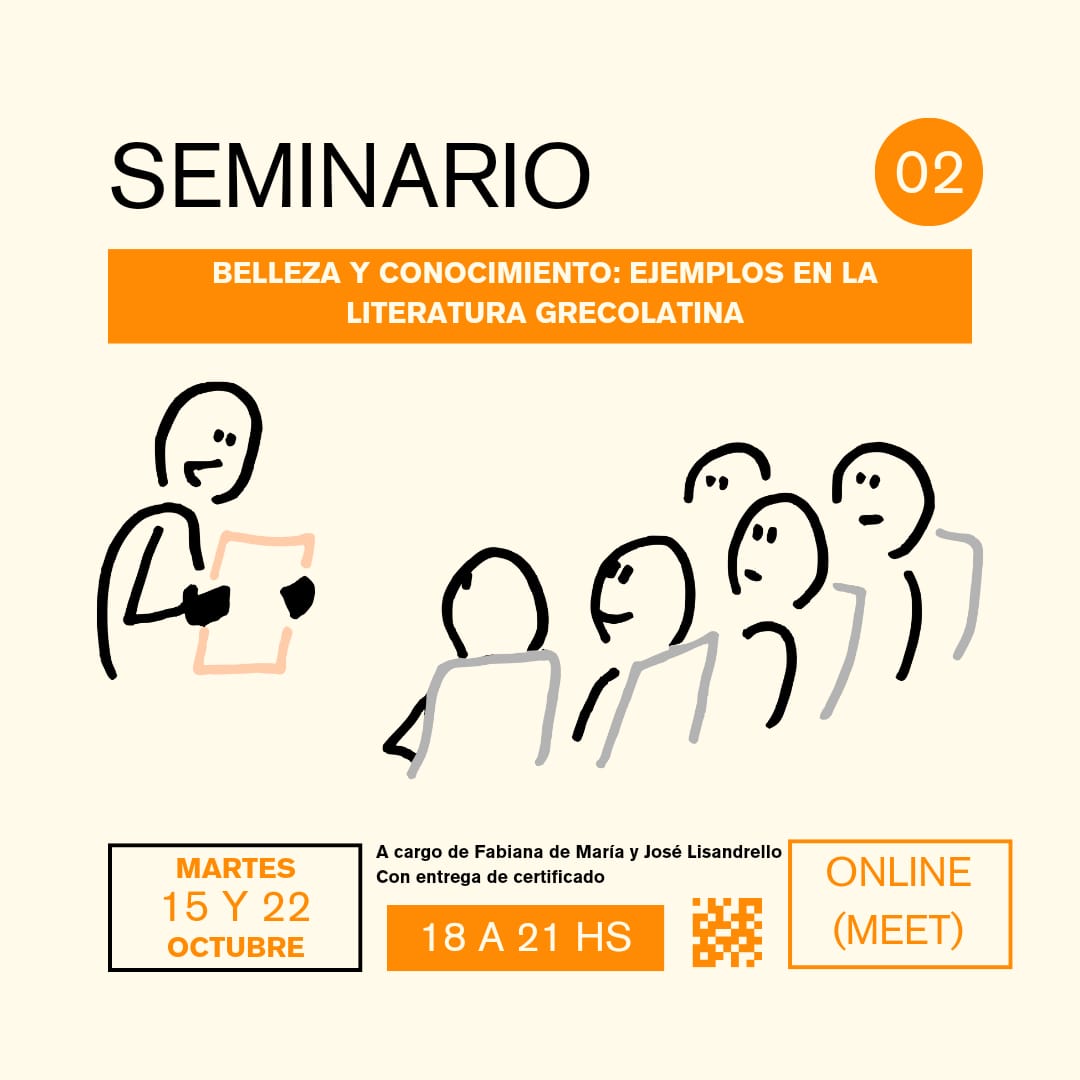 SEMINARIO
02
BELLEZA Y CONOCIMIENTO: EJEMPLOS EN LA
LITERATURA GRECOLATINA
MARTES
15 Y 22
OCTUBRE
A cargo de Fabiana de María y José Lisandrello
Con entrega de certificado
18 A 21 HS
ONLINE
(MEET)